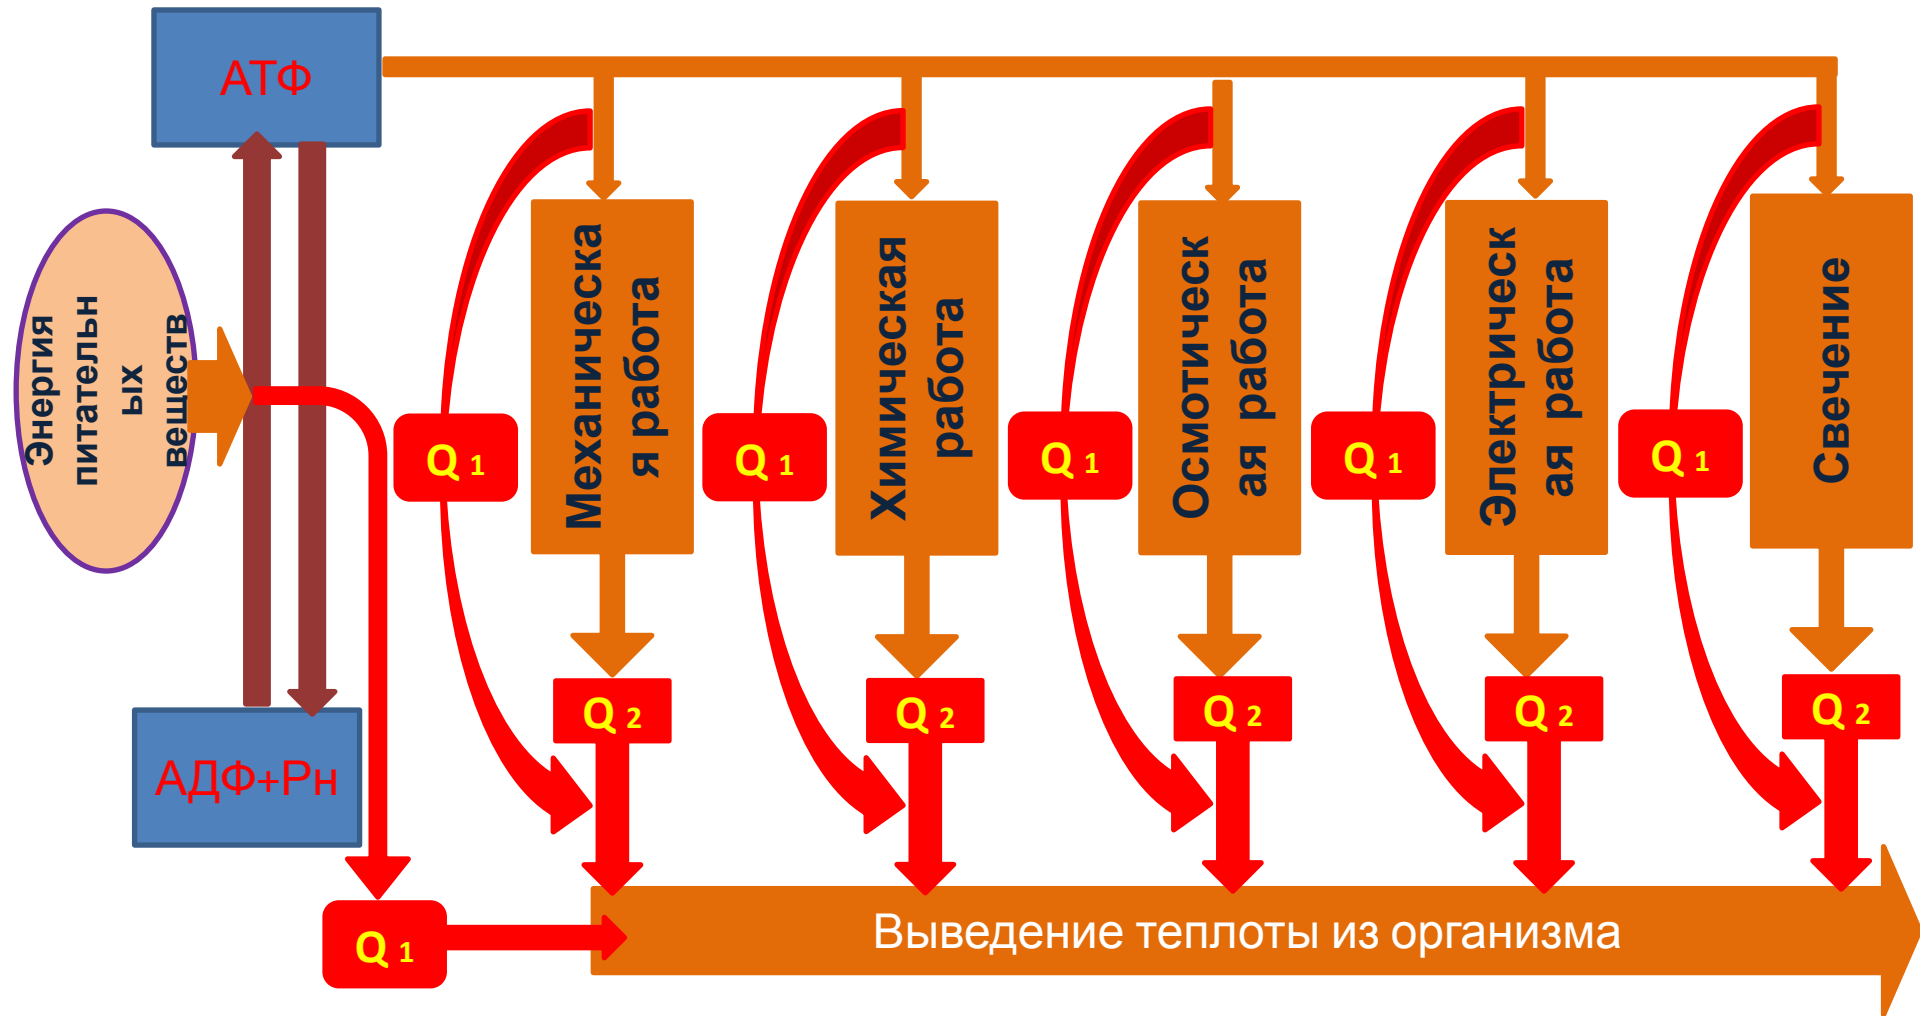 АТФ
Энергия
питательн
ых
веществ
АДФ+Рн
Механическа
я работа
Химическая
работа
Осмотическ
ая работа
Электрическ
ая работа
Свечение
Q 1
Q 1
Q 1
Q 1
Q 1
Q 2
Q 2
Q 2
Q 2
Q 2
Q 1
Выведение теплоты из организма